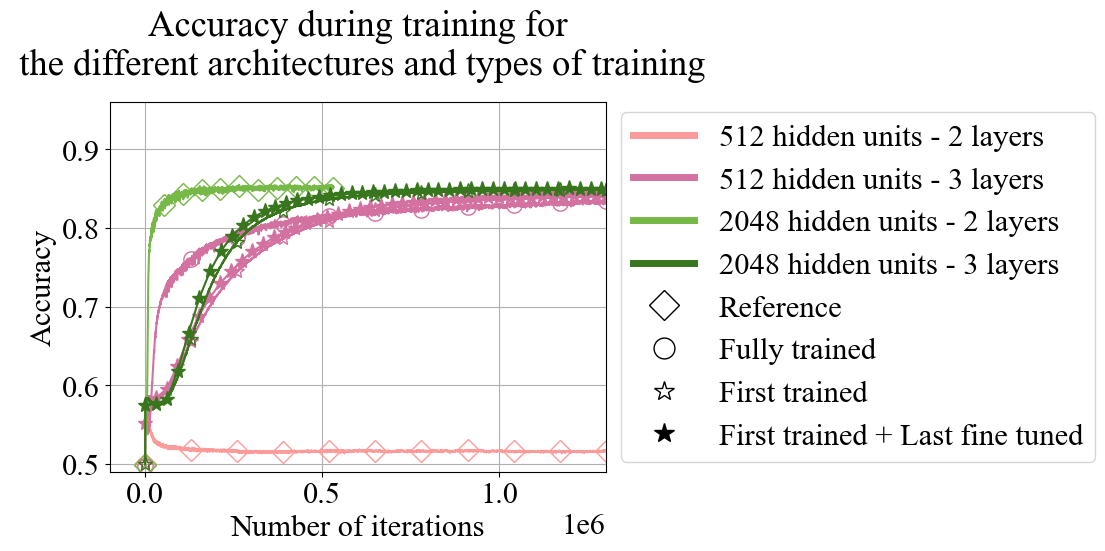 Accuracy during training for
the different architectures and types of training
Accuracy
0.9
0.8
0.7
0.6
0.5
0.0
0.5
1.0
1e6
Number of iterations
512 hidden units - 2 layers
512 hidden units - 3 layers
2048 hidden units - 2 layers
2048 hidden units - 3 layers
Reference
Fully trained
First trained
First trained + Last fine tuned